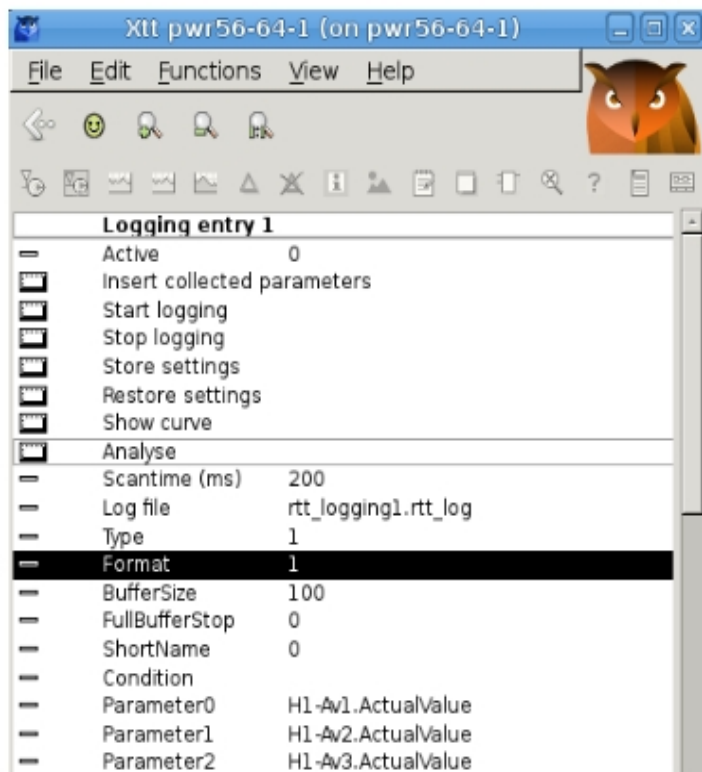 Xtt pwr56-64-1 (on pwr56-64-1)
File Edit Functions View Help
Logging entry 1
Active 0
Insert collected parameters
Start logging
Stop logging
Store settings
Restore settings
Show curve
Analyse
Scantime (ms) 200
Log file rtt_logging1.rtt_log
Type 1
Format 1
BufferSize 100
FullBufferStop 0
ShortName 0
Condition
Parameter0 H1-Av1.ActualValue
Parameter1 H1-Av2.ActualValue
Parameter2 H1-Av3.ActualValue